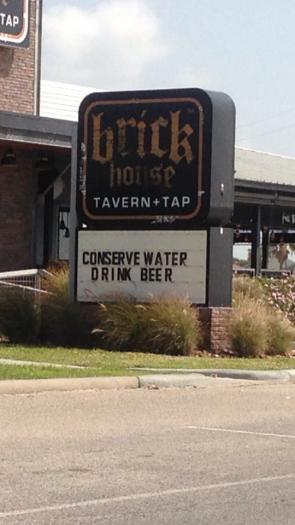 TAP
brick
house
TAVERN+TAP
CONSERVE WATER
DRINK BEER